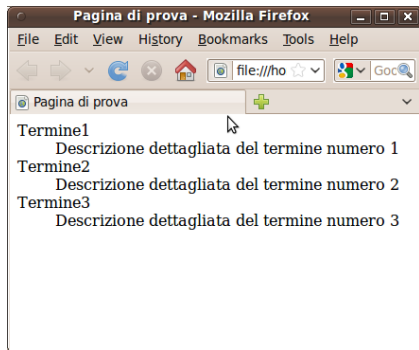 Pagina di prova - Mozilla Firefox
File Edit View History Bookmarks Tools Help
file:///ho
Pagina di prova
Termine1
Descrizione dettagliata del termine numero 1
Termine2
Descrizione dettagliata del termine numero 2
Termine3
Descrizione dettagliata del termine numero 3